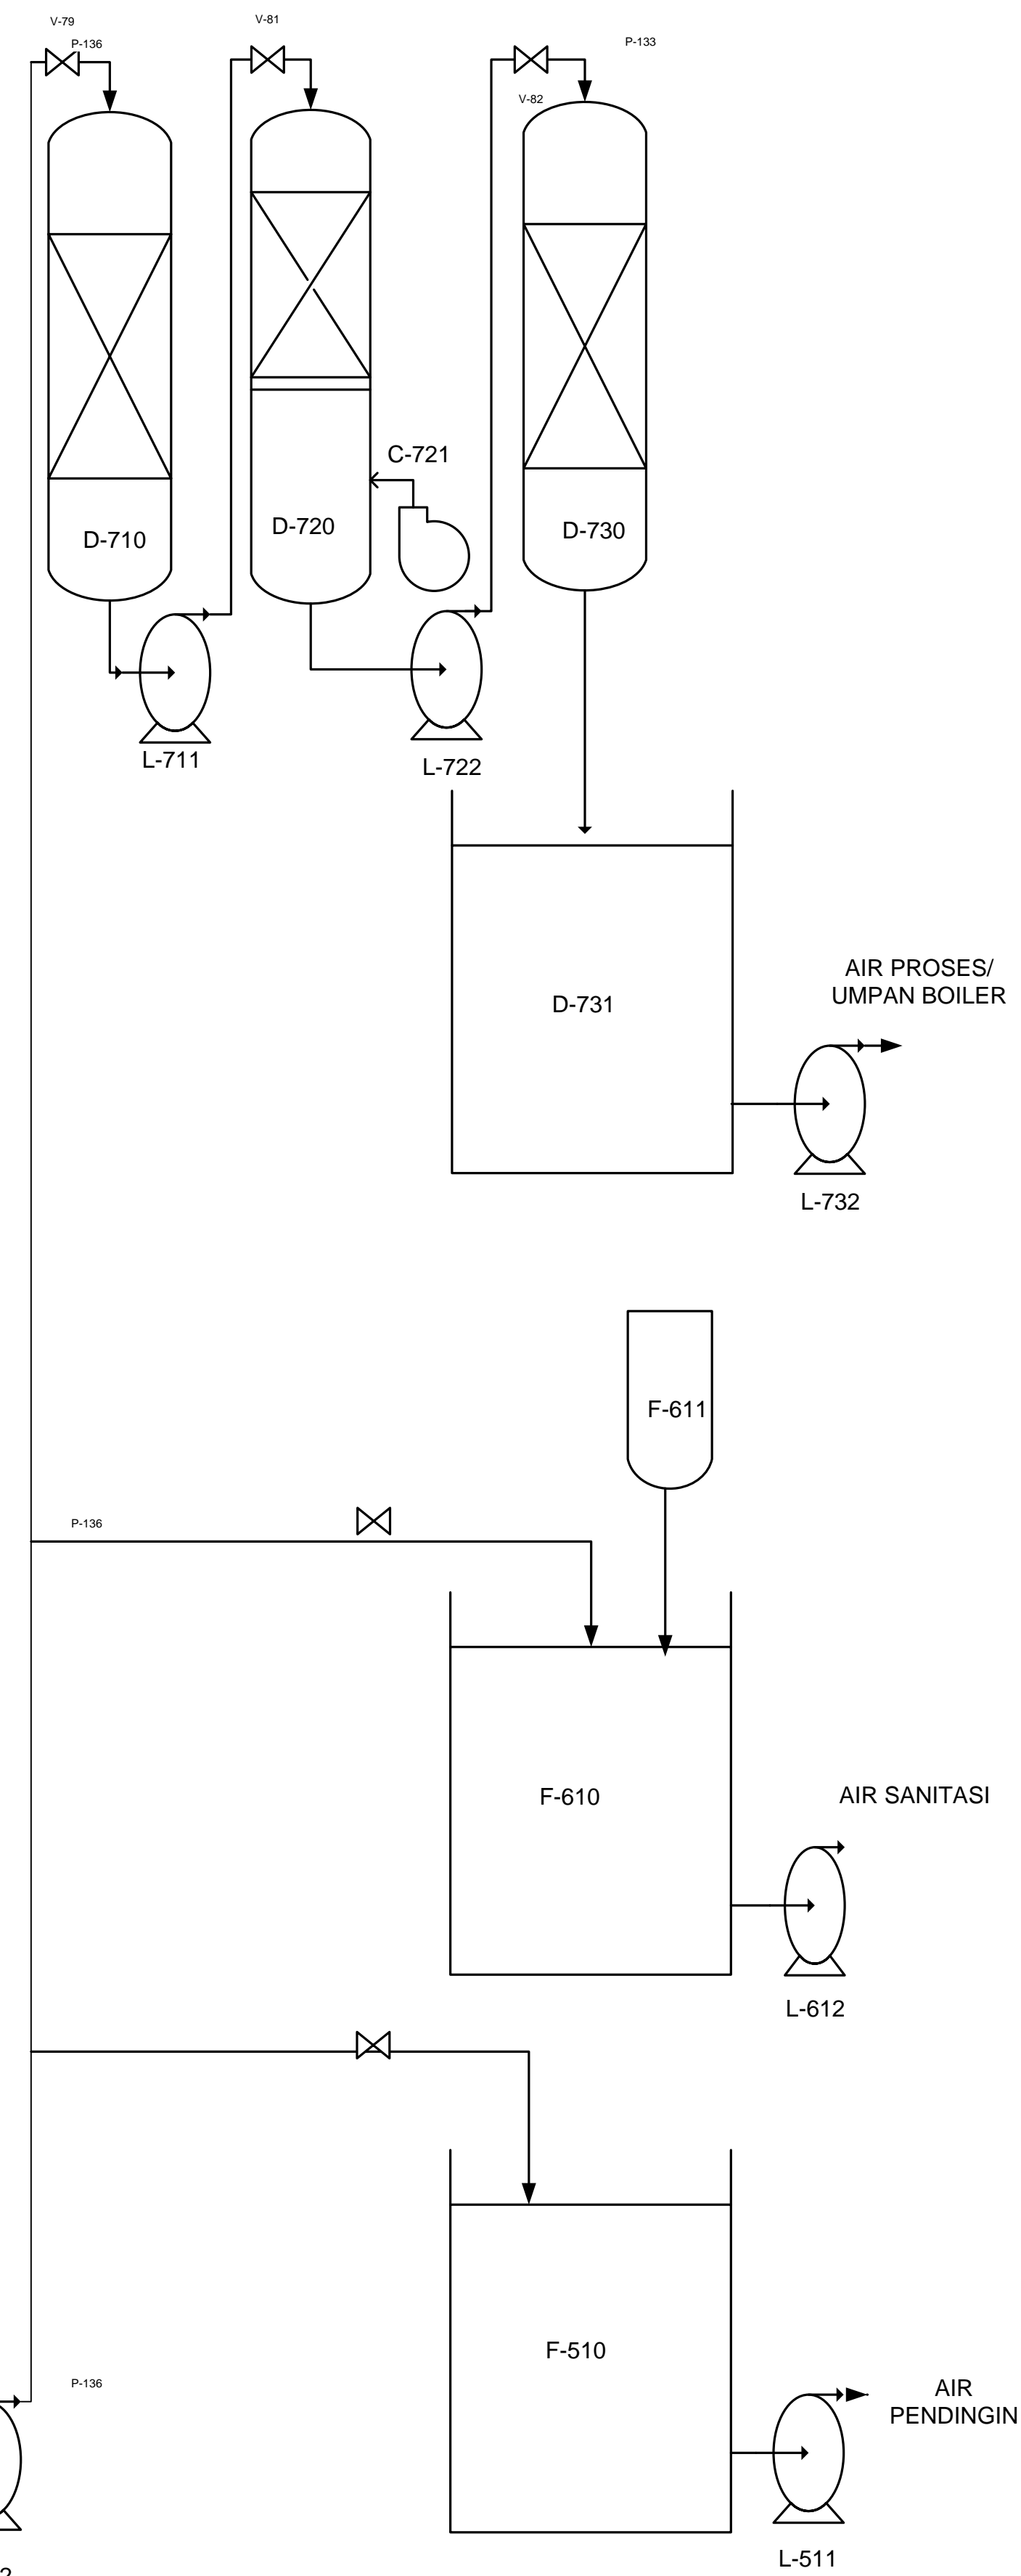 V-79
V-81
P-136
P-133
V-82
C-721
D-710
D-720
D-730
L-711
L-722
AIR PROSES/
UMPAN BOILER
D-731
L-732
F-611
P-136
F-610
AIR SANITASI
L-612
F-510
P-136
AIR
PENDINGIN
L-511